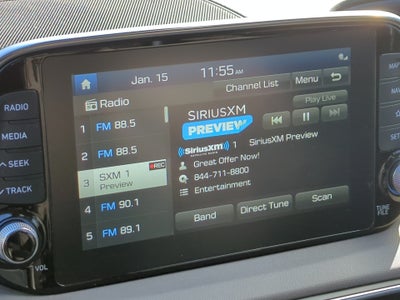 Jan. 15 11:55 AM
Radio Channel List Menu
RADIO
MEDIA
SEEK
TRACK
VOL
1 FM 88.5
2 FM 88.5
3 SXM 1 REC
Preview
4 FM 90.1
5 FM 89.1
SIRIUSXM
PREVIEW
Play Live
SiriusXM 1 SiriusXM Preview
Great Offer Now!
844-711-8800
Entertainment
Band Direct Tune Scan
MAP
TUNE
FILE